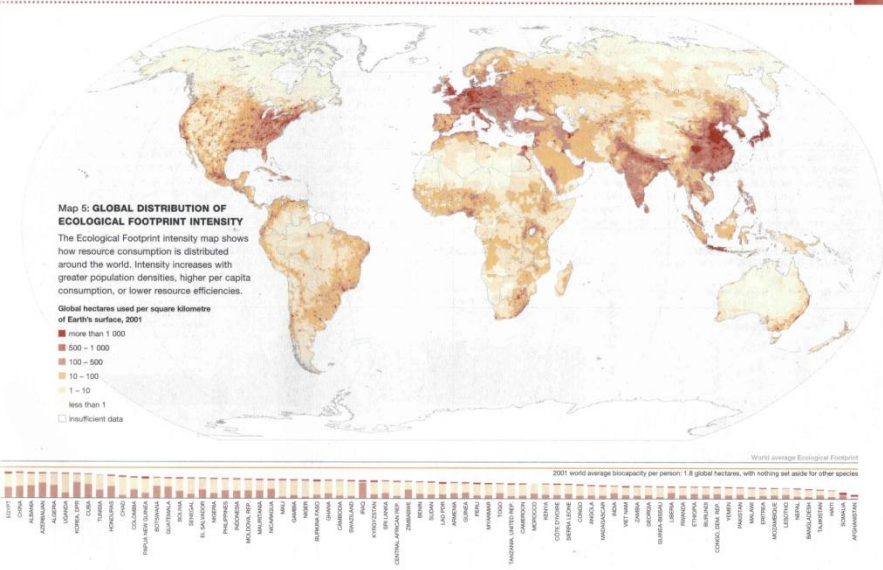 Map 5: GLOBAL DISTRIBUTION OF
ECOLOGICAL FOOTPRINT INTENSITY
The Ecological Footprint intensity map shows
how resource consumption is distributed
around the world. Intensity increases with
greater population densities, higher per capita
consumption, or lower resource efficiencies.
Global hectares used per square kilometre
of Earth's surface, 2001
more than 1 000
500 – 1 000
100 – 500
10 – 100
1 – 10
less than 1
insufficient data
World average Ecological Footprint
2001 world average biocapacity per person: 1.8 global hectares, with nothing set aside for other species
EGYPT
CHINA
ALBANIA
AZERBAIJAN
ALGERIA
UGANDA
KOREA, DPR
CUBA
TUNISIA
HONDURAS
CHAD
COLOMBIA
PAPUA NEW GUINEA
BOTSWANA
GUATEMALA
BOLIVIA
SENEGAL
EL SALVADOR
NIGERIA
PHILIPPINES
INDONESIA
MOLDOVA, REP.
MAURITANIA
NICARAGUA
MALI
GAMBIA
NIGER
BURKINA FASO
GHANA
CAMBODIA
SWAZILAND
IRAQ
KYRGYZSTAN
SRI LANKA
CENTRAL AFRICAN REP.
ZIMBABWE
BENIN
SUDAN
LAO PDR
ARMENIA
GUINEA
PERU
MYANMAR
TOGO
TANZANIA, UNITED REP.
CAMEROON
MOROCCO
KENYA
CÔTE D'IVOIRE
SIERRA LEONE
CONGO
ANGOLA
MADAGASCAR
INDIA
VIET NAM
ZAMBIA
GEORGIA
GUINEA-BISSAU
LIBERIA
RWANDA
ETHIOPIA
BURUNDI
CONGO, DEM. REP.
YEMEN
PAKISTAN
MALAWI
ERITREA
MOZAMBIQUE
LESOTHO
NEPAL
BANGLADESH
TAJIKISTAN
HAITI
SOMALIA
AFGHANISTAN